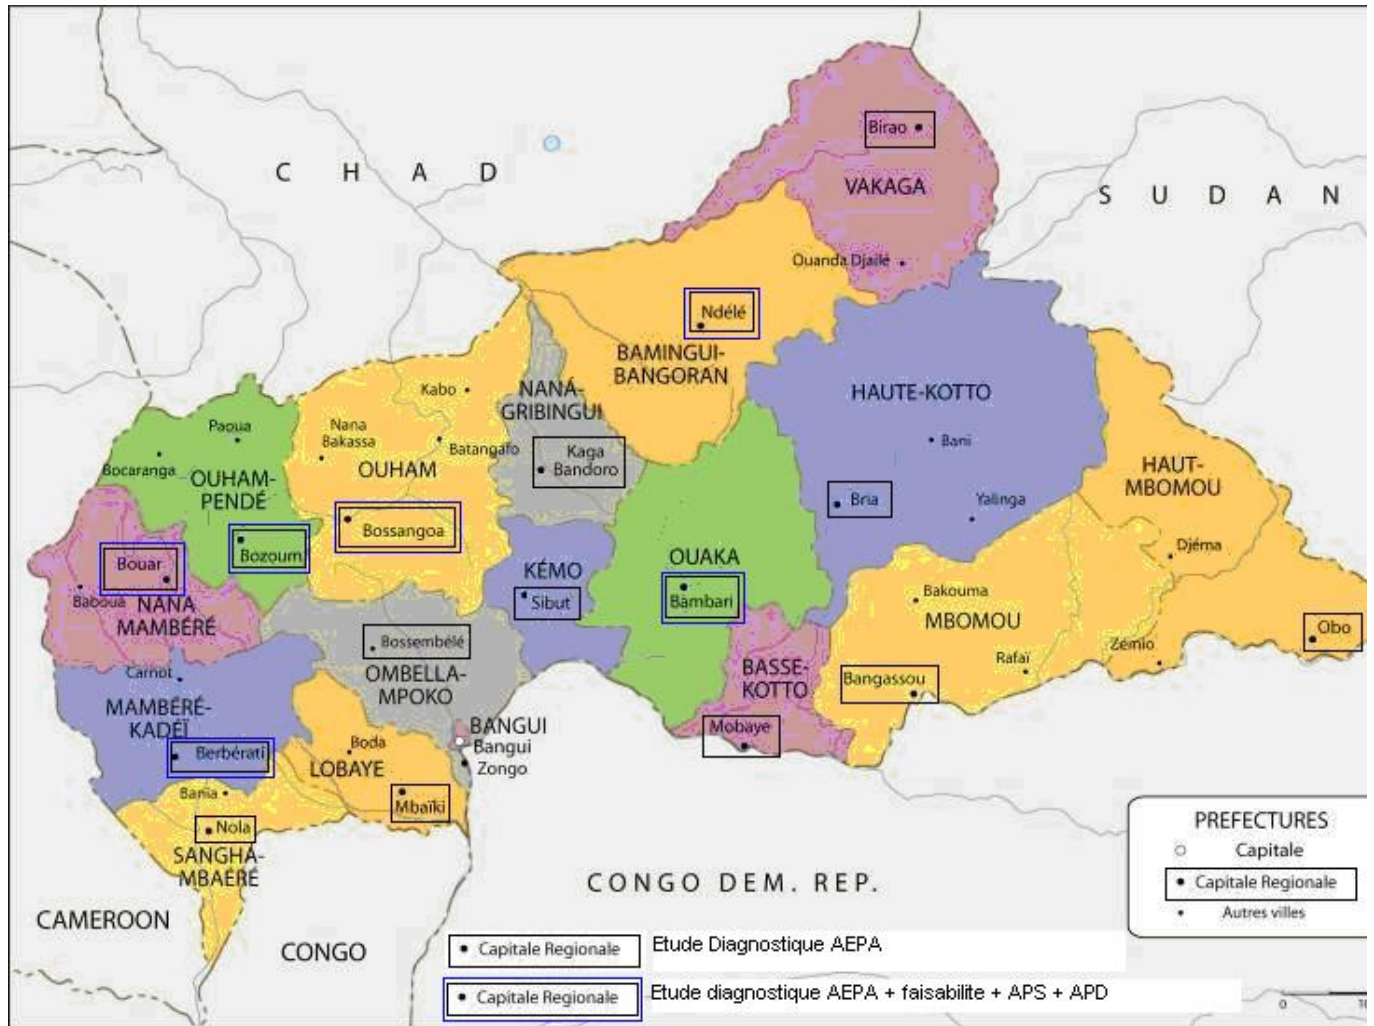 C H A D
S U D A N
Birao
VAKAGA
Ouanda Djailé
Ndélé
BAMINGUI-
BANGORAN
HAUTE-KOTTO
NANÁ-
GRIBINGUI
Kabo
Kaga
Bandoro
Nana
Bakassa
Batangafo
OUHAM
Bossangoa
Paoua
Bocaranga
OUHAM-
PENDÉ
Bozoum
Bouar
Baboua
NANA
MAMBÉRÉ
Bani
Bria
Yalinga
HAUT-
MBOMOU
Djéma
Obo
Zémio
OUAKA
Bambari
KÉMO
Sibut
Bakouma
MBOMOU
Rafaï
Bangassou
BASSE-
KOTTO
Mobaye
Bossembélé
OMBELLA-
MPOKO
BANGUI
Bangui
Zongo
Carnot
MAMBÉRÉ-
KADÉÏ
Berbérati
Boda
LOBAYE
Mbaïki
Bania
Nola
SANGHA-
MBAÉRÉ
CAMEROON
CONGO
CONGO DEM. REP.
PREFECTURES
Capitale
Capitale Regionale
Autres villes
Capitale Regionale Etude Diagnostique AEPA
Capitale Regionale Etude diagnostique AEPA + faisabilite + APS + APD
0